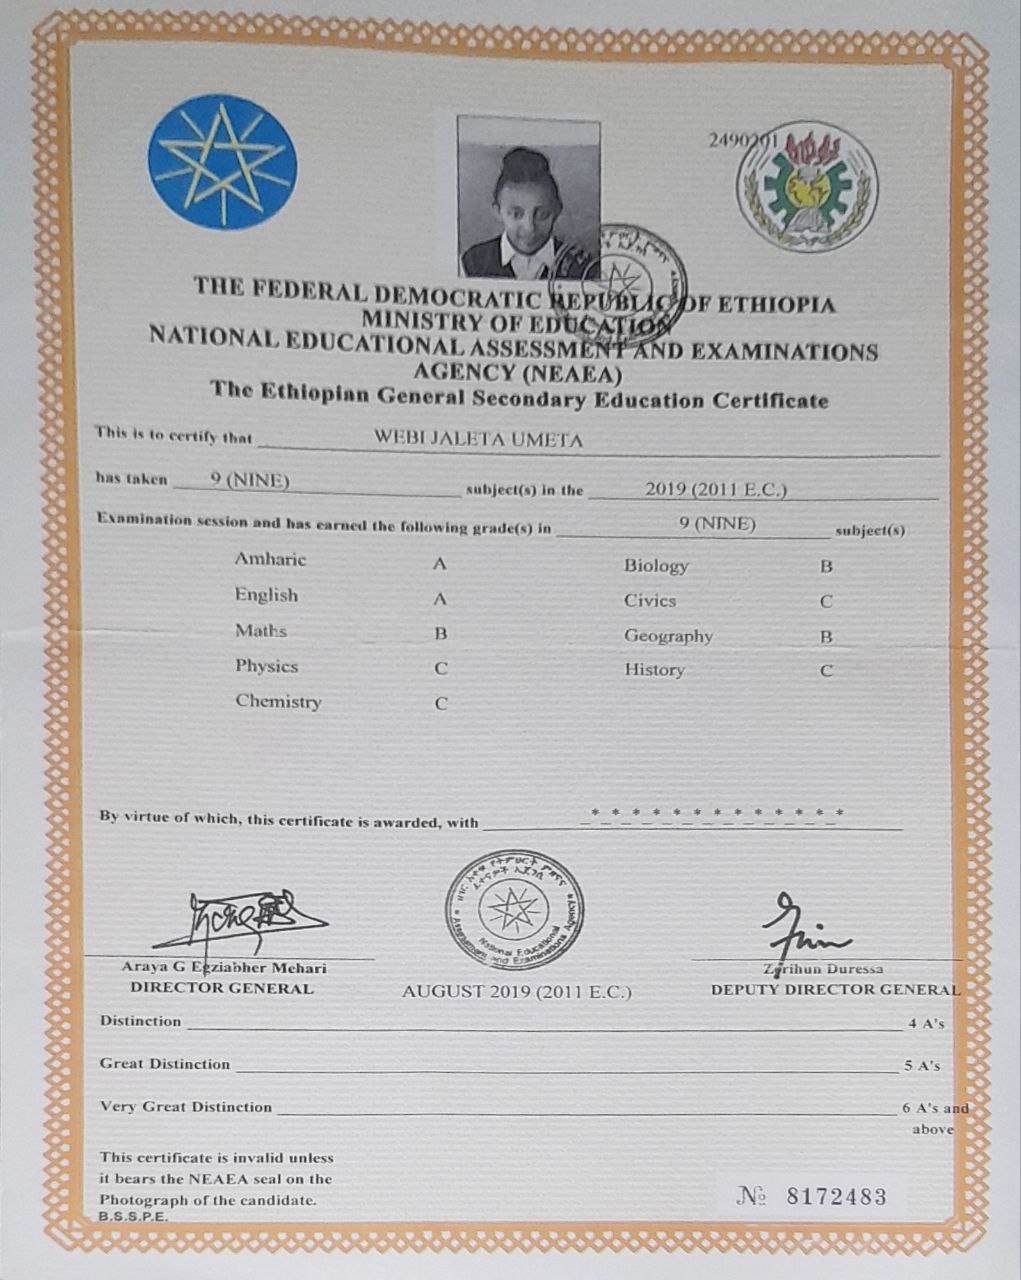 2490201
THE FEDERAL DEMOCRATIC REPUBLIC OF ETHIOPIA
MINISTRY OF EDUCATION
NATIONAL EDUCATIONAL ASSESSMENT AND EXAMINATIONS
AGENCY (NEAEA)
The Ethiopian General Secondary Education Certificate
This is to certify that WEBI JALETA UMETA
has taken 9 (NINE) subject(s) in the 2019 (2011 E.C.)
Examination session and has earned the following grade(s) in 9 (NINE) subject(s)
Amharic A Biology B
English A Civics C
Maths B Geography B
Physics C History C
Chemistry C
By virtue of which, this certificate is awarded, with * * * * * * * * * * * * *
National Educational
Assessment and Examinations Agency
Araya G Egziabher Mehari Zerihun Duressa
DIRECTOR GENERAL AUGUST 2019 (2011 E.C.) DEPUTY DIRECTOR GENERAL
Distinction 4 A's
Great Distinction 5 A's
Very Great Distinction 6 A's and
above
This certificate is invalid unless
it bears the NEAEA seal on the
Photograph of the candidate.
B.S.S.P.E.
№ 8172483